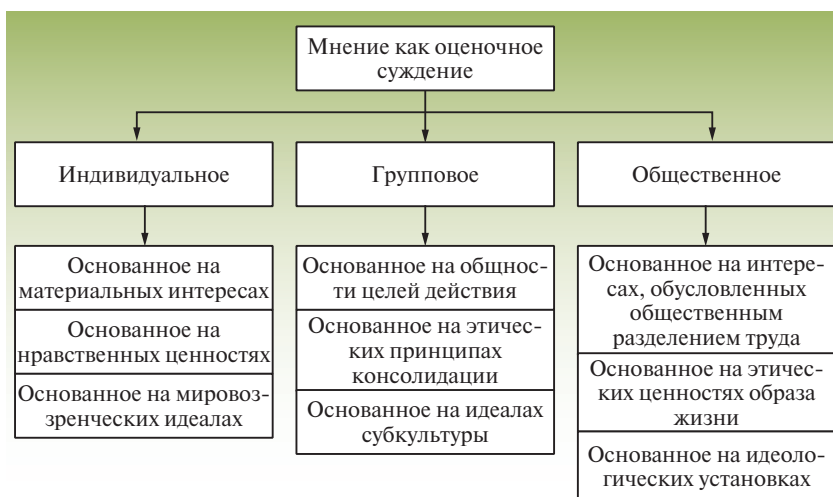 Мнение как оценочное
суждение
Индивидуальное
Групповое
Общественное
Основанное на
материальных интересах
Основанное на
нравственных ценностях
Основанное на мировоз-
зренческих идеалах
Основанное на общнос-
ти целей действия
Основанное на этичес-
ких принципах
консолидации
Основанное на идеалах
субкультуры
Основанное на интере-
сах, обусловленных
общественным
разделением труда
Основанное на этичес-
ких ценностях образа
жизни
Основанное на идеоло-
гических установках